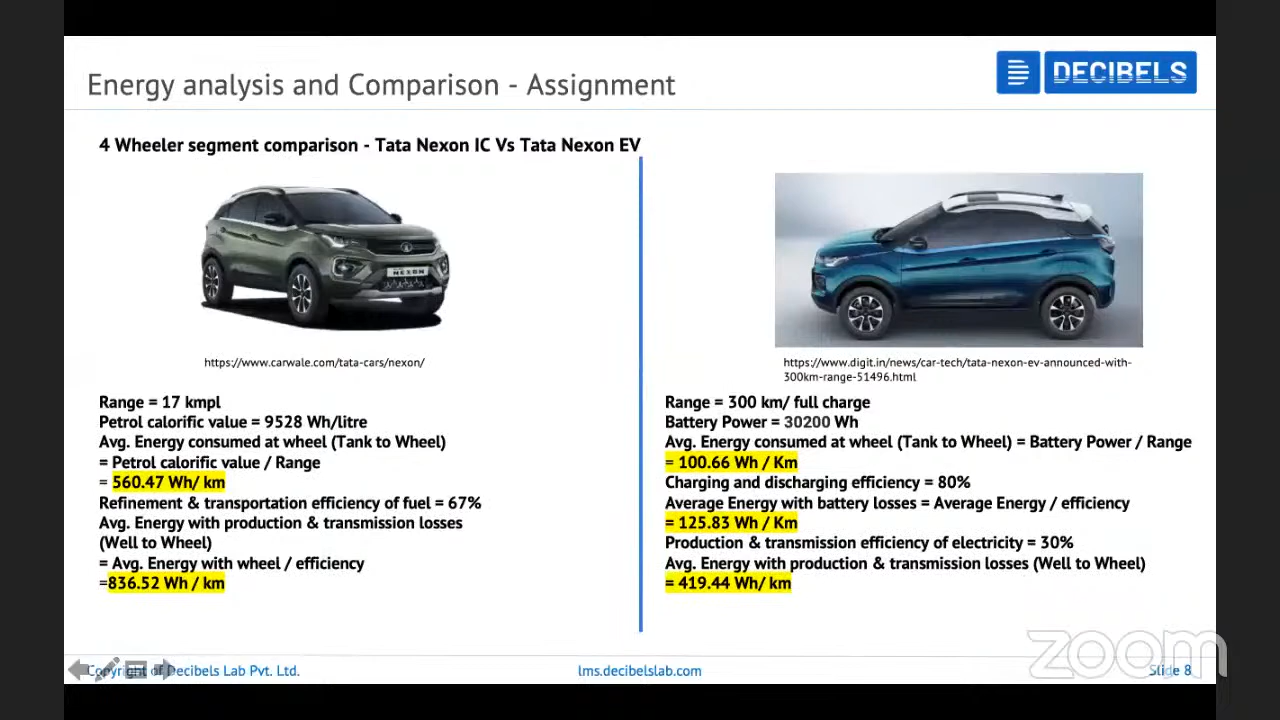 Energy analysis and Comparison - Assignment
DECIBELS
4 Wheeler segment comparison - Tata Nexon IC Vs Tata Nexon EV
NEXON
https://www.carwale.com/tata-cars/nexon/
Range = 17 kmpl
Petrol calorific value = 9528 Wh/litre
Avg. Energy consumed at wheel (Tank to Wheel)
= Petrol calorific value / Range
= 560.47 Wh/ km
Refinement & transportation efficiency of fuel = 67%
Avg. Energy with production & transmission losses
(Well to Wheel)
= Avg. Energy with wheel / efficiency
=836.52 Wh / km
https://www.digit.in/news/car-tech/tata-nexon-ev-announced-with-
300km-range-51496.html
Range = 300 km/ full charge
Battery Power = 30200 Wh
Avg. Energy consumed at wheel (Tank to Wheel) = Battery Power / Range
= 100.66 Wh / Km
Charging and discharging efficiency = 80%
Average Energy with battery losses = Average Energy / efficiency
= 125.83 Wh / Km
Production & transmission efficiency of electricity = 30%
Avg. Energy with production & transmission losses (Well to Wheel)
= 419.44 Wh/ km
zoom
Copyright of Decibels Lab Pvt. Ltd.
lms.decibelslab.com
Slide 8